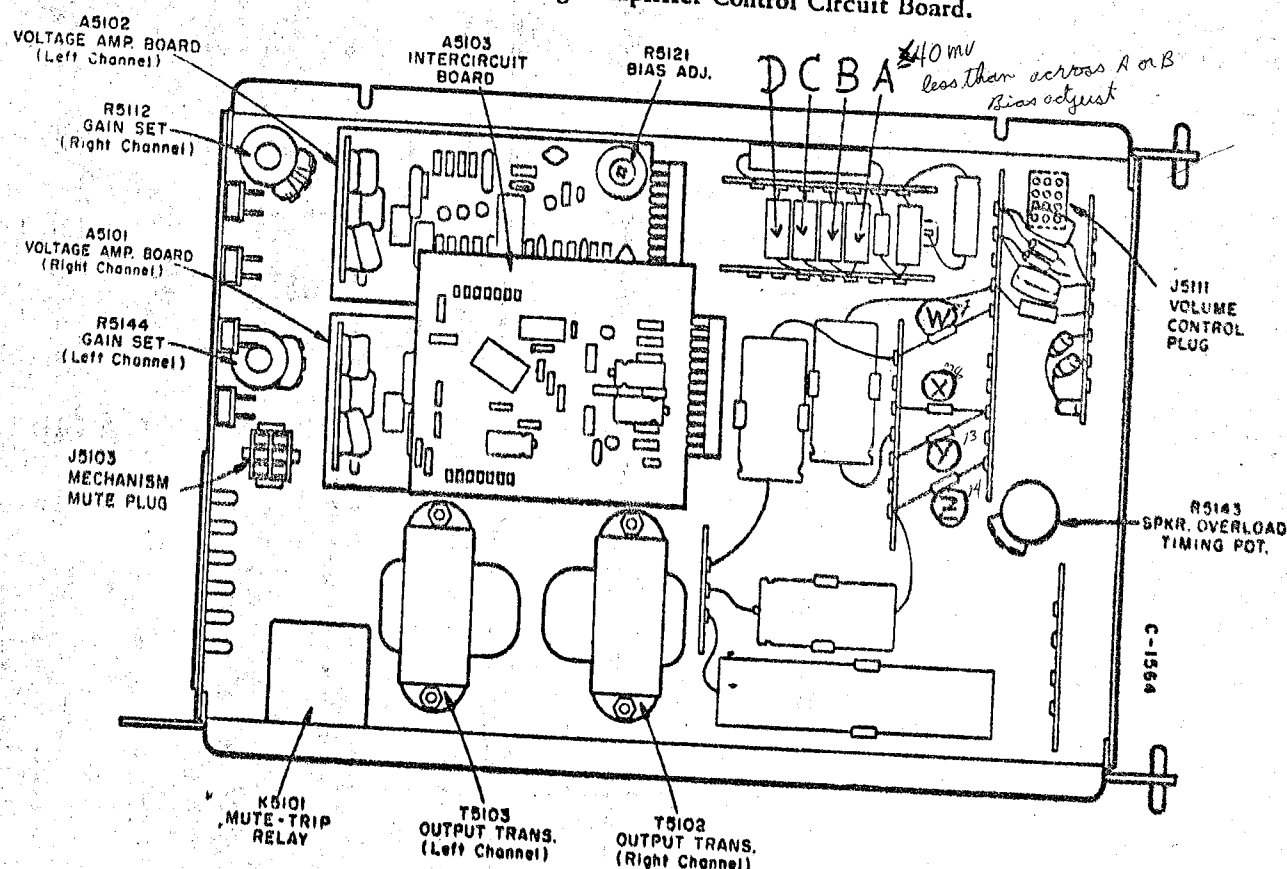 Amplifier Control Circuit Board.
A5102
VOLTAGE AMP. BOARD
(Left Channel)
A5103
INTERCIRCUIT
BOARD
R5121
BIAS ADJ.
D C B A
40 mv
less than across A or B
Bias adjust
R5112
GAIN SET
(Right Channel)
A5101
VOLTAGE AMP. BOARD
(Right Channel)
R5144
GAIN SET
(Left Channel)
J5103
MECHANISM
MUTE PLUG
J5111
VOLUME
CONTROL
PLUG
W
X
Y 13
Z 14
R5143
SPKR. OVERLOAD
TIMING POT.
C-1564
K5101
MUTE-TRIP
RELAY
T5103
OUTPUT TRANS.
(Left Channel)
T5102
OUTPUT TRANS.
(Right Channel)